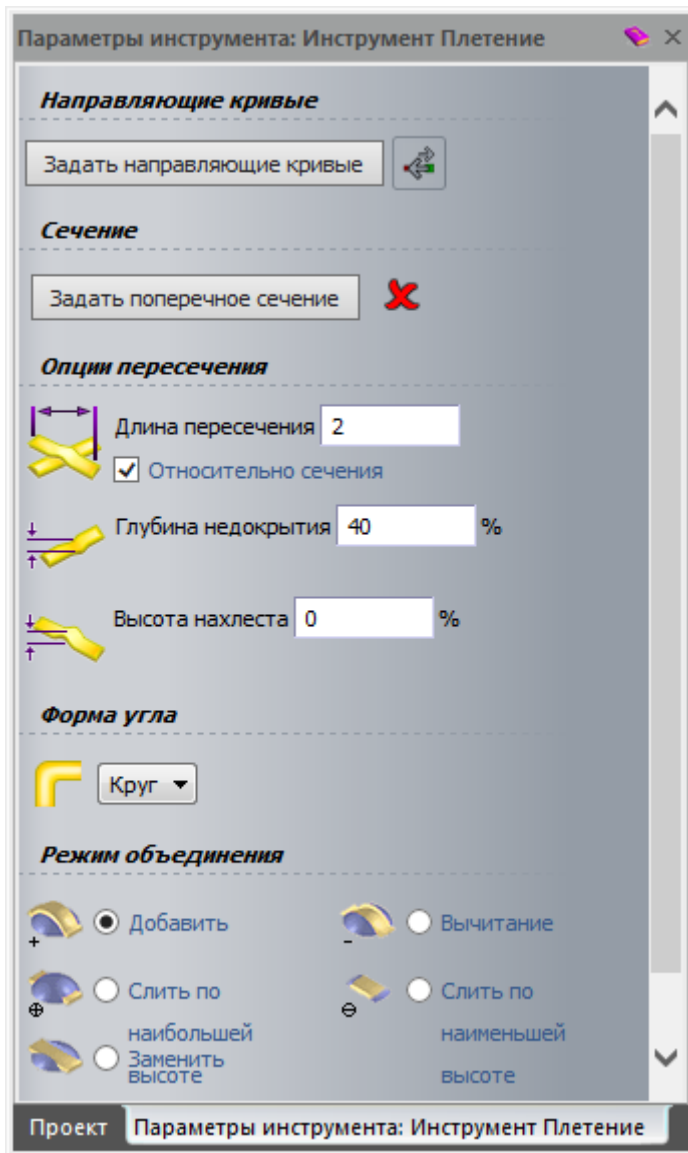 Параметры инструмента: Инструмент Плетение
Направляющие кривые
Задать направляющие кривые
Сечение
Задать поперечное сечение
Опции пересечения
Длина пересечения 2
Относительно сечения
Глубина недокрытия 40 %
Высота нахлеста 0 %
Форма угла
Круг
Режим объединения
Добавить
Вычитание
Слить по
наибольшей
высоте
Слить по
наименьшей
высоте
Заменить
Проект Параметры инструмента: Инструмент Плетение